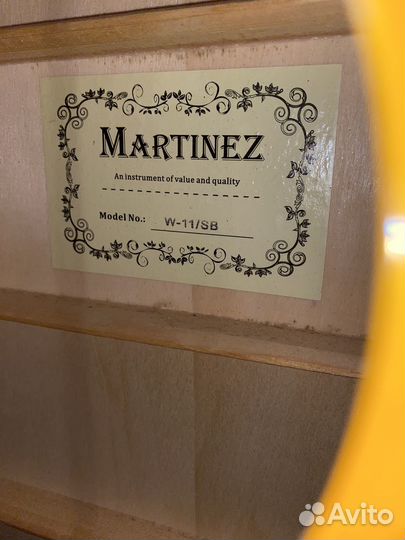 MARTINEZ
An instrument of value and quality
Model No.: W-11/SB
Avito